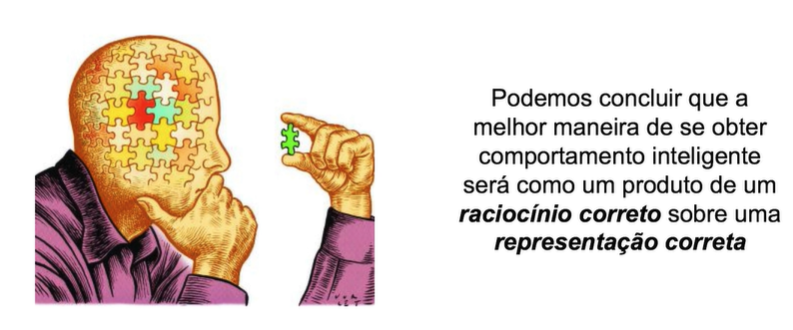 Podemos concluir que a
melhor maneira de se obter
comportamento inteligente
será como um produto de um
raciocínio correto sobre uma
representação correta